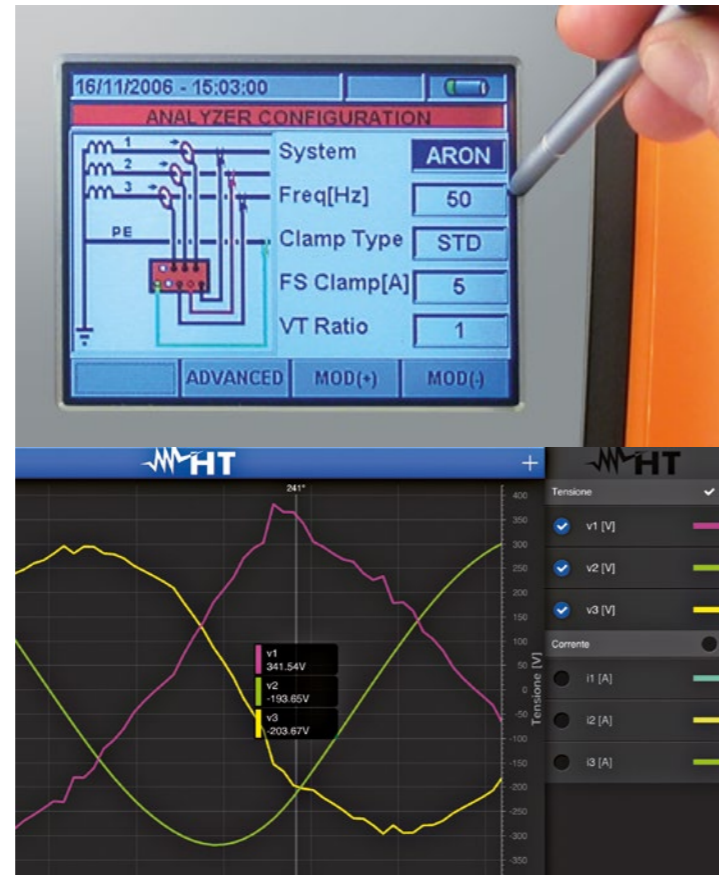 16/11/2006 - 15:03:00
ANALYZER CONFIGURATION
1
2
3
PE
System ARON
Freq[Hz] 50
Clamp Type STD
FS Clamp[A] 5
VT Ratio 1
ADVANCED MOD(+) MOD(-)
HT +
241°
v1
341.54V
v2
-193.65V
v3
-203.67V
400
350
300
250
200
150
100
50
0
-50
-100
-150
-200
-250
-300
-350
Tensione [V]
HT
Tensione
v1 [V]
v2 [V]
v3 [V]
Corrente
i1 [A]
i2 [A]
i3 [A]